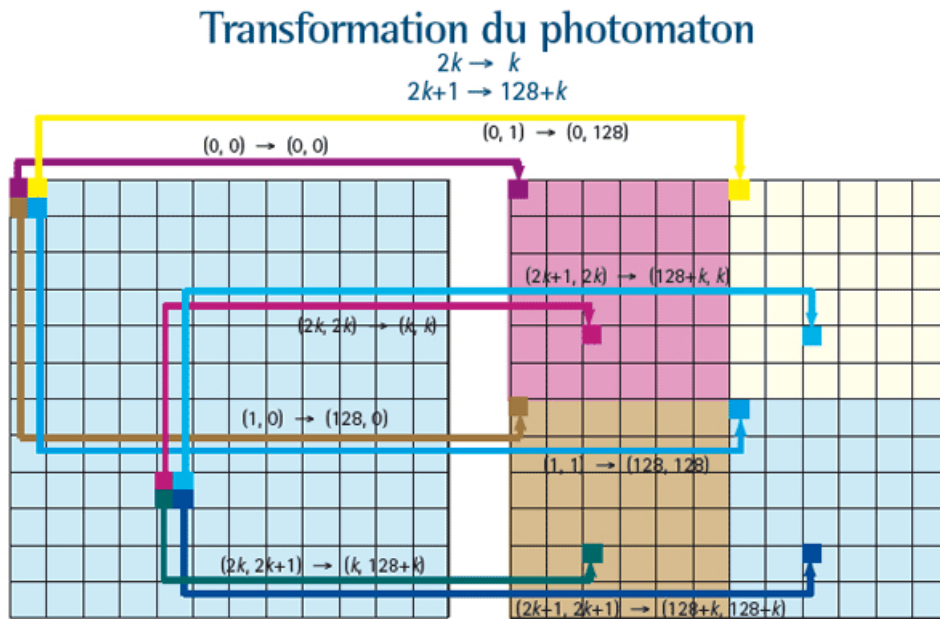 Transformation du photomaton
2k → k
2k+1 → 128+k
(0, 1) → (0, 128)
(0, 0) → (0, 0)
(2k+1, 2k) → (128+k, k)
(2k, 2k) → (k, k)
(1, 0) → (128, 0)
(1, 1) → (128, 128)
(2k, 2k+1) → (k, 128+k)
(2k+1, 2k+1) → (128+k, 128+k)